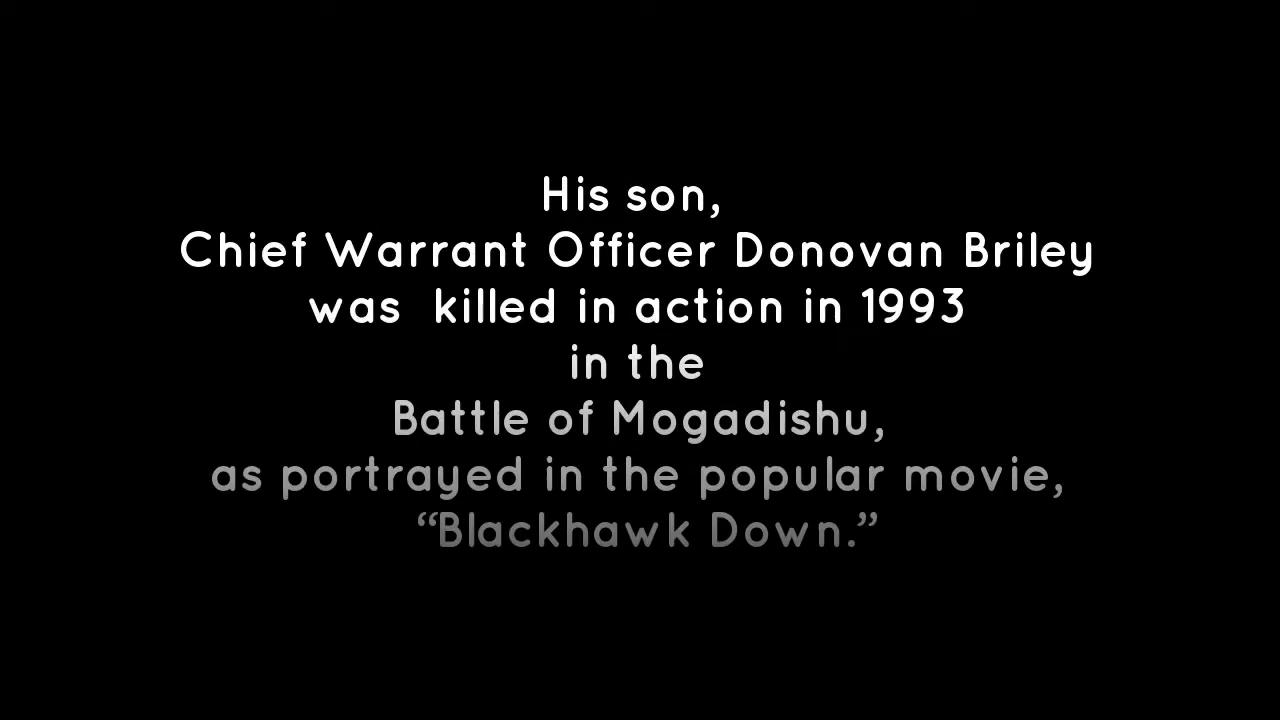 His son,
Chief Warrant Officer Donovan Briley
was  killed in action in 1993
in the
Battle of Mogadishu,
as portrayed in the popular movie,
“Blackhawk Down.”